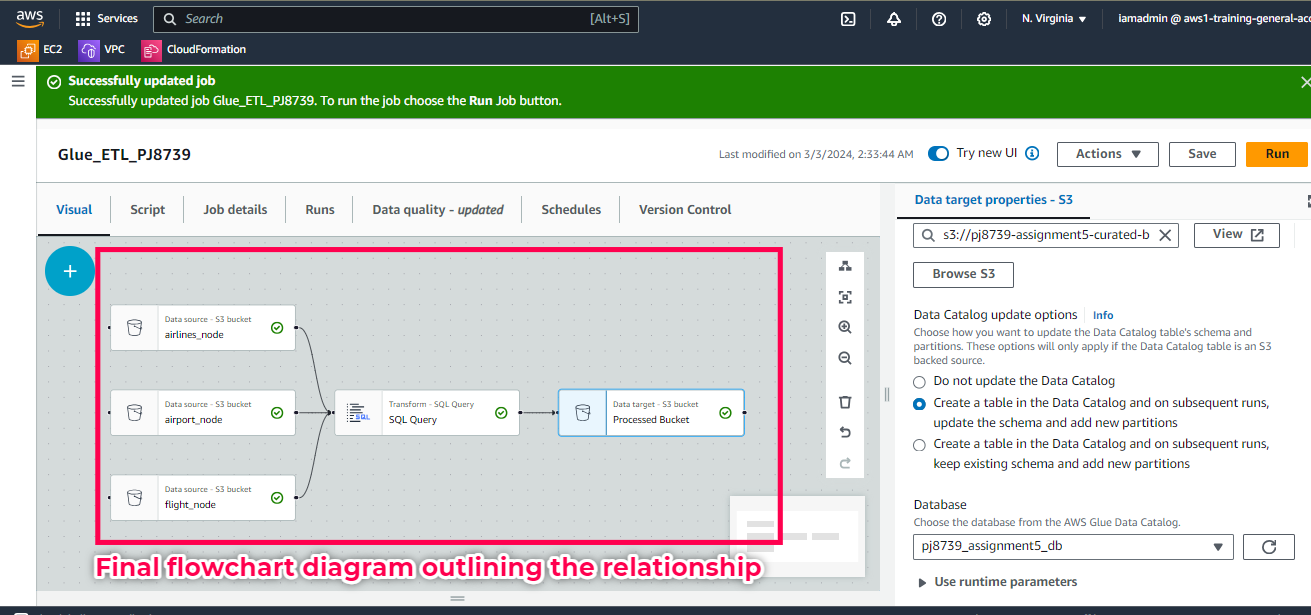 aws
Services
Search
[Alt+S]
N. Virginia
iamadmin @ aws1-training-general-acc
EC2
VPC
CloudFormation
Successfully updated job
Successfully updated job Glue_ETL_PJ8739. To run the job choose the Run Job button.
Glue_ETL_PJ8739
Last modified on 3/3/2024, 2:33:44 AM
Try new UI
Actions
Save
Run
Visual
Script
Job details
Runs
Data quality - updated
Schedules
Version Control
Data source - S3 bucket
airlines_node
Data source - S3 bucket
airport_node
Data source - S3 bucket
flight_node
Transform - SQL Query
SQL
SQL Query
Data target - S3 bucket
Processed Bucket
Final flowchart diagram outlining the relationship
Data target properties - S3
s3://pj8739-assignment5-curated-b
View
Browse S3
Data Catalog update options
Info
Choose how you want to update the Data Catalog table's schema and
partitions. These options will only apply if the Data Catalog table is an S3
backed source.
Do not update the Data Catalog
Create a table in the Data Catalog and on subsequent runs,
update the schema and add new partitions
Create a table in the Data Catalog and on subsequent runs,
keep existing schema and add new partitions
Database
Choose the database from the AWS Glue Data Catalog.
pj8739_assignment5_db
Use runtime parameters